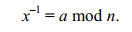 x⁻¹ = a mod n.